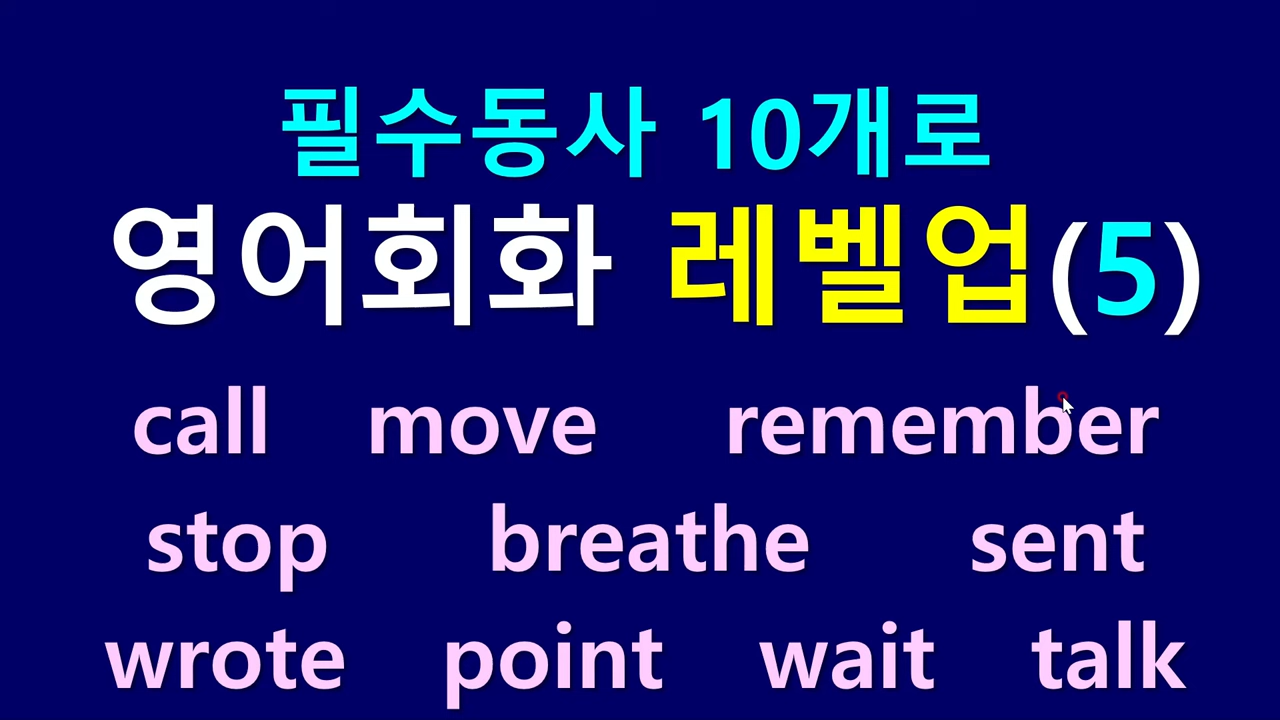 필수동사 10개로
영어회화 레벨업(5)
call move remember
stop breathe sent
wrote point wait talk